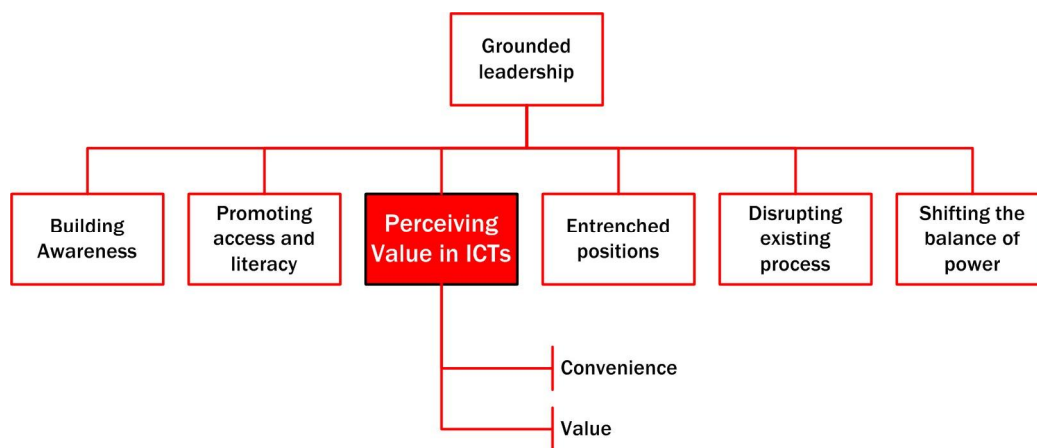 Grounded
leadership
Building
Awareness
Promoting
access and
literacy
Perceiving
Value in ICTs
Entrenched
positions
Disrupting
existing
process
Shifting the
balance of
power
Convenience
Value